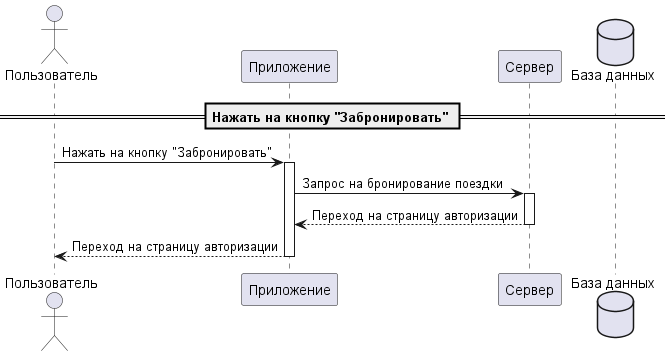 Пользователь
Приложение
Сервер
База данных
Нажать на кнопку "Забронировать"
Нажать на кнопку "Забронировать"
Запрос на бронирование поездки
Переход на страницу авторизации
Переход на страницу авторизации
Пользователь
Приложение
Сервер
База данных